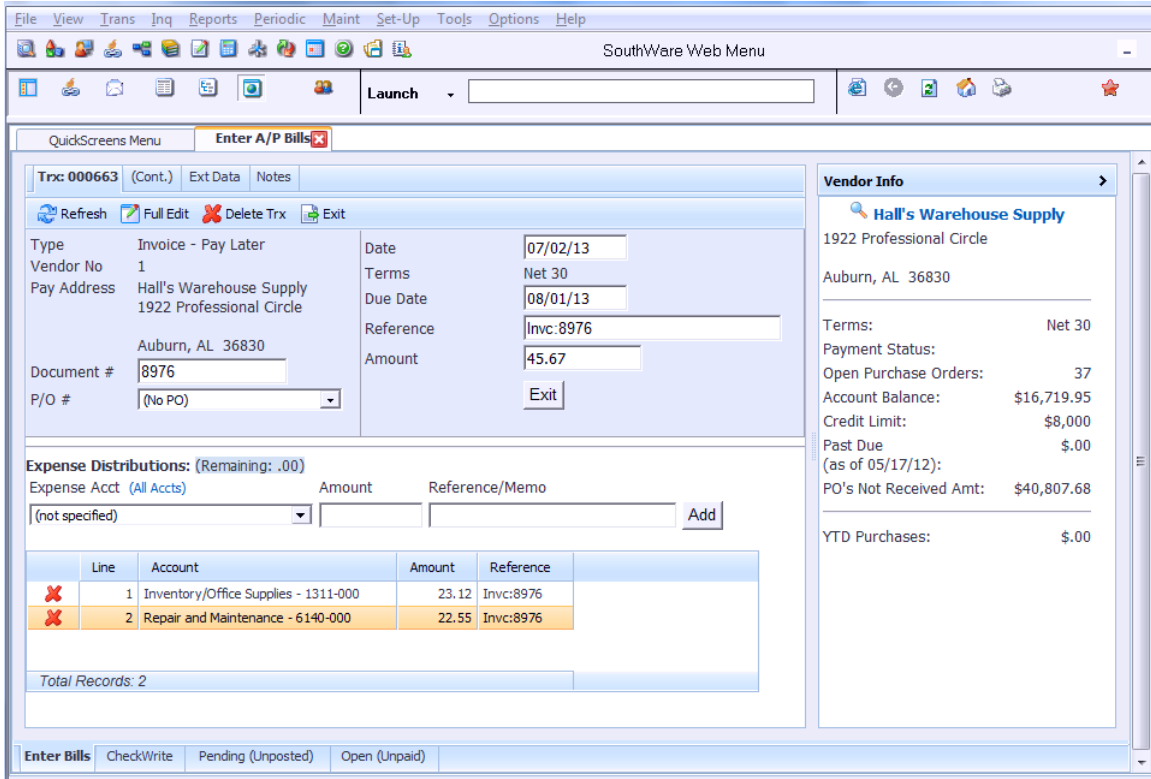 File View Trans Inq Reports Periodic Maint Set-Up Tools Options Help
SouthWare Web Menu
Launch
QuickScreens Menu
Enter A/P Bills
Trx: 000663 (Cont.) Ext Data Notes
Refresh Full Edit Delete Trx Exit
Type Invoice - Pay Later
Vendor No 1
Pay Address Hall's Warehouse Supply
1922 Professional Circle
Auburn, AL 36830
Document # 8976
P/O # (No PO)
Date 07/02/13
Terms Net 30
Due Date 08/01/13
Reference Invc:8976
Amount 45.67
Exit
Expense Distributions: (Remaining: .00)
Expense Acct (All Accts) Amount Reference/Memo
(not specified) Add
Line Account Amount Reference
1 Inventory/Office Supplies - 1311-000 23.12 Invc:8976
2 Repair and Maintenance - 6140-000 22.55 Invc:8976
Total Records: 2
Vendor Info
Hall's Warehouse Supply
1922 Professional Circle
Auburn, AL 36830
Terms: Net 30
Payment Status:
Open Purchase Orders: 37
Account Balance: $16,719.95
Credit Limit: $8,000
Past Due $.00
(as of 05/17/12):
PO's Not Received Amt: $40,807.68
YTD Purchases: $.00
Enter Bills CheckWrite Pending (Unposted) Open (Unpaid)